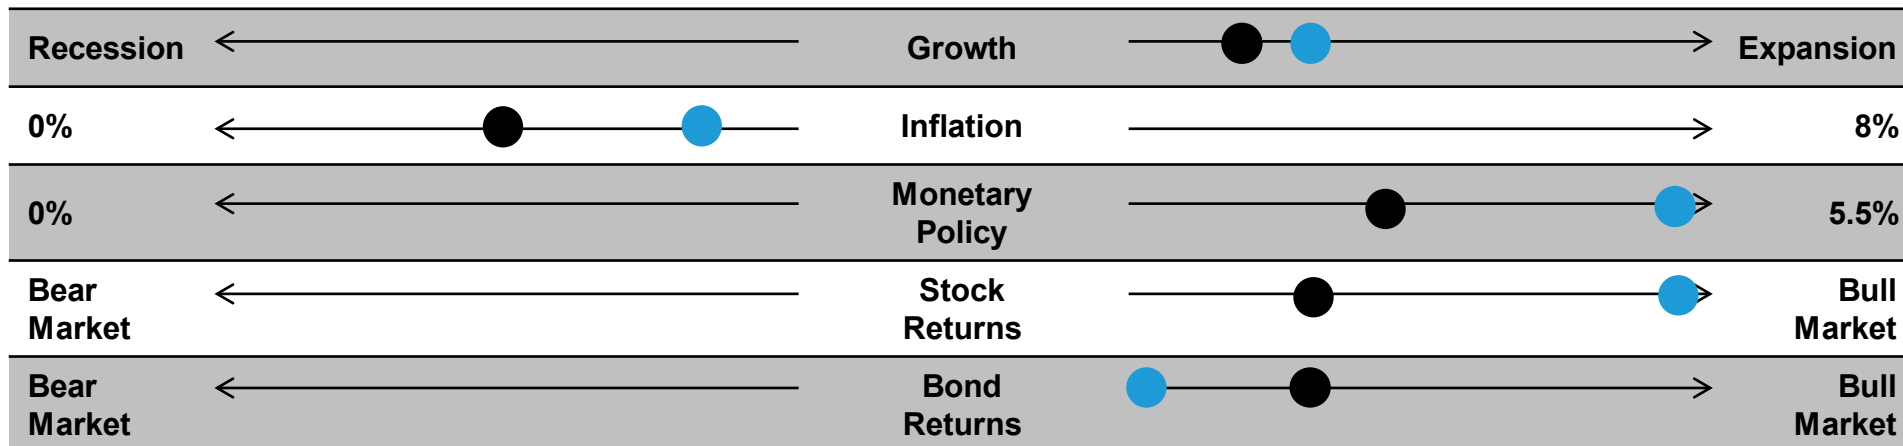 Recession Growth Expansion
0% Inflation 8%
0% Monetary Policy 5.5%
Bear Market Stock Returns Bull Market
Bear Market Bond Returns Bull Market